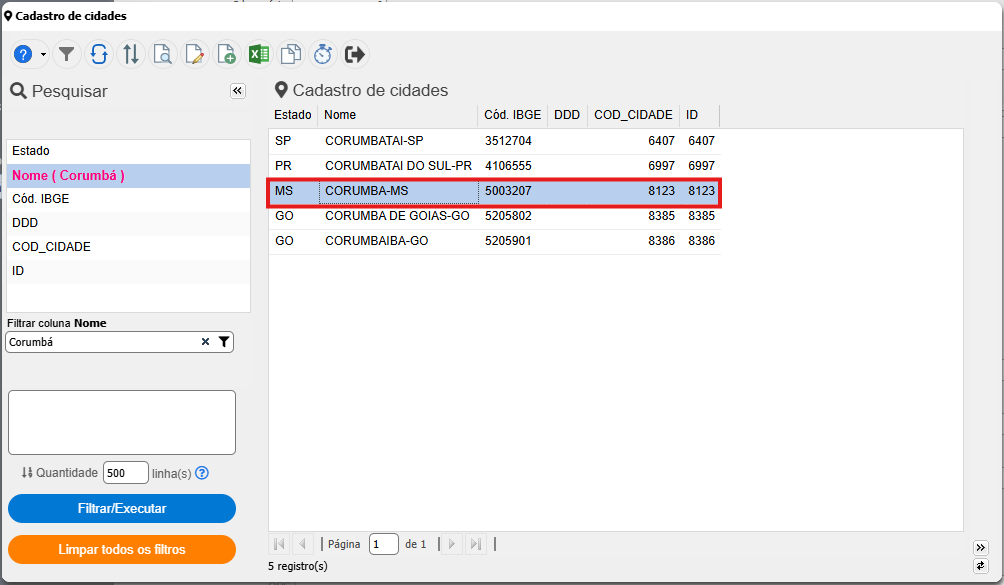 Cadastro de cidades
Pesquisar
Estado
Nome ( Corumbá )
Cód. IBGE
DDD
COD_CIDADE
ID
Filtrar coluna Nome
Corumbá
Quantidade 500 linha(s)
Filtrar/Executar
Limpar todos os filtros
Cadastro de cidades
Estado Nome Cód. IBGE DDD COD_CIDADE ID
SP CORUMBATAI-SP 3512704 6407 6407
PR CORUMBATAI DO SUL-PR 4106555 6997 6997
MS CORUMBA-MS 5003207 8123 8123
GO CORUMBA DE GOIAS-GO 5205802 8385 8385
GO CORUMBAIBA-GO 5205901 8386 8386
Página 1 de 1
5 registro(s)